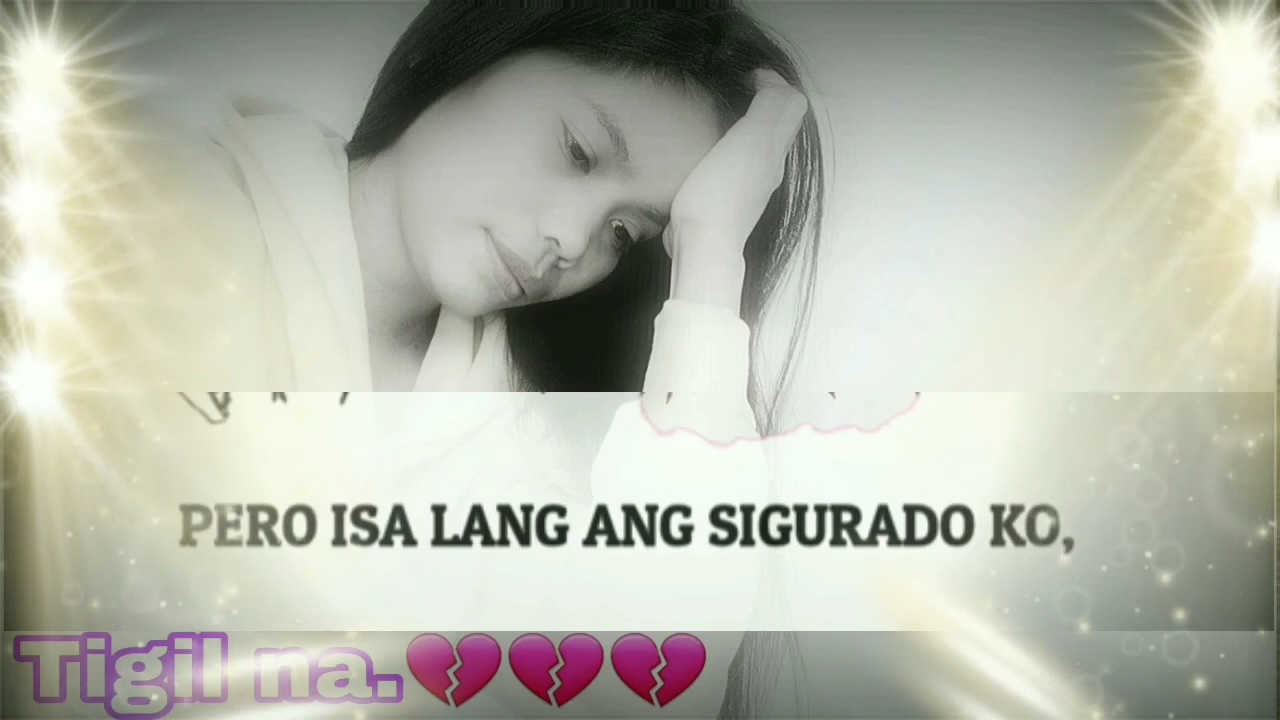 PERO ISA LANG ANG SIGURADO KO,
Tigil na.💔💔💔